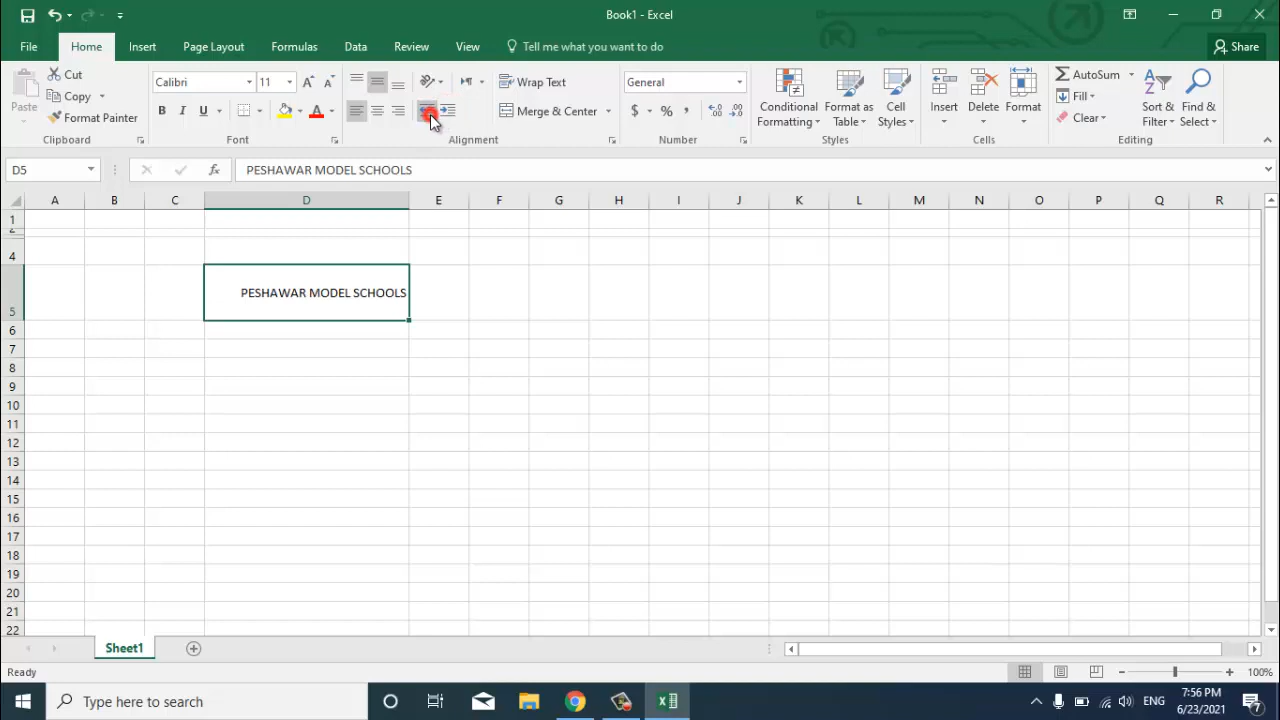 Book1 - Excel
File Home Insert Page Layout Formulas Data Review View Tell me what you want to do Share
Paste Cut Copy Format Painter Clipboard
Calibri 11 B I U A Font
Wrap Text Merge & Center Alignment
General $ % , Number
Conditional Formatting Format as Table Cell Styles Styles
Insert Delete Format Cells
AutoSum Fill Clear Sort & Filter Find & Select Editing
D5 fx PESHAWAR MODEL SCHOOLS
A B C D E F G H I J K L M N O P Q R
1
2
4
5 PESHAWAR MODEL SCHOOLS
6
7
8
9
10
11
12
13
14
15
16
17
18
19
20
21
22
Sheet1
Ready 100%
Type here to search ENG 7:56 PM 6/23/2021 7